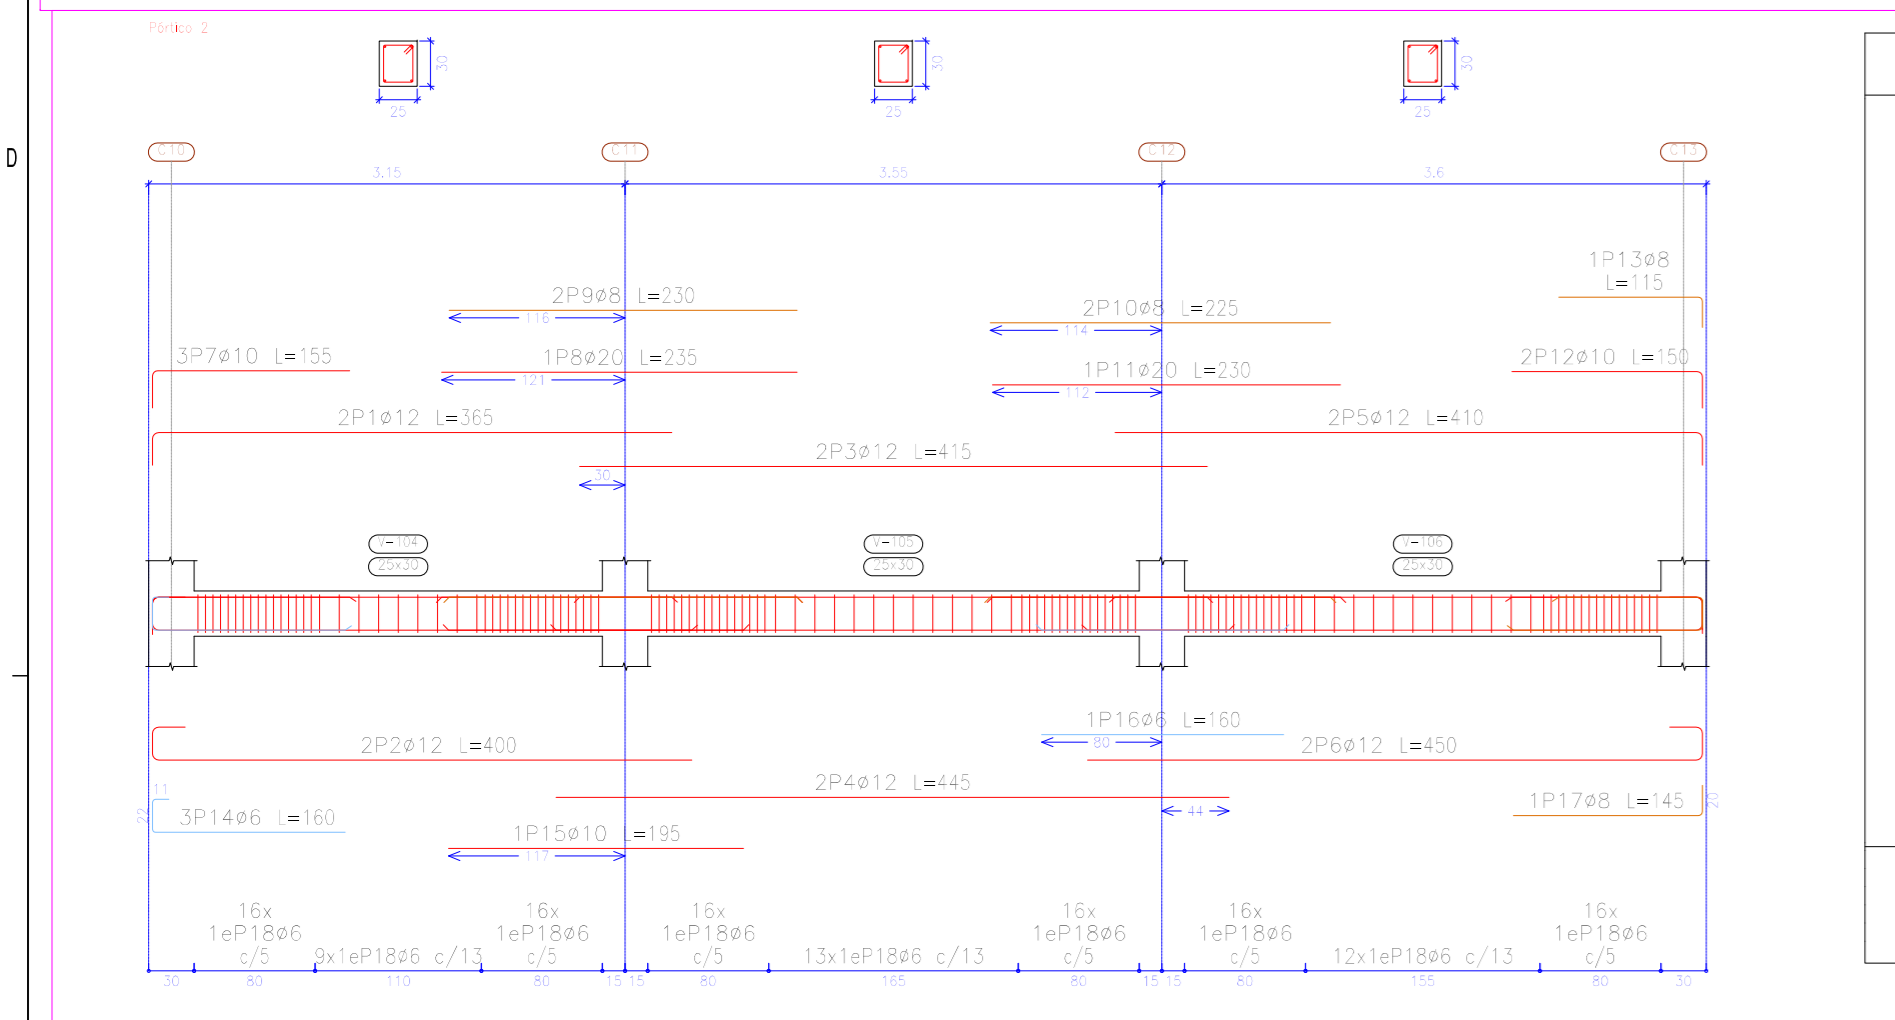 Pórtico 2
30
30
30
25
25
25
D
C10
C11
C12
C13
3.15
3.55
3.6
1P13ø8
L=115
2P9ø8 L=230
116
2P10ø8 L=225
114
3P7ø10 L=155
1P8ø20 L=235
121
1P11ø20 L=230
112
2P12ø10 L=150
2P1ø12 L=365
2P3ø12 L=415
30
2P5ø12 L=410
V-104
25x30
V-105
25x30
V-106
25x30
1P16ø6 L=160
80
2P2ø12 L=400
2P6ø12 L=450
2P4ø12 L=445
44
11
22
3P14ø6 L=160
1P17ø8 L=145
20
1P15ø10 L=195
117
16x
1eP18ø6
c/5
9x1eP18ø6 c/13
16x
1eP18ø6
c/5
16x
1eP18ø6
c/5
13x1eP18ø6 c/13
16x
1eP18ø6
c/5
16x
1eP18ø6
c/5
12x1eP18ø6 c/13
16x
1eP18ø6
c/5
30
80
110
80
15
15
80
165
80
15
15
80
155
80
30